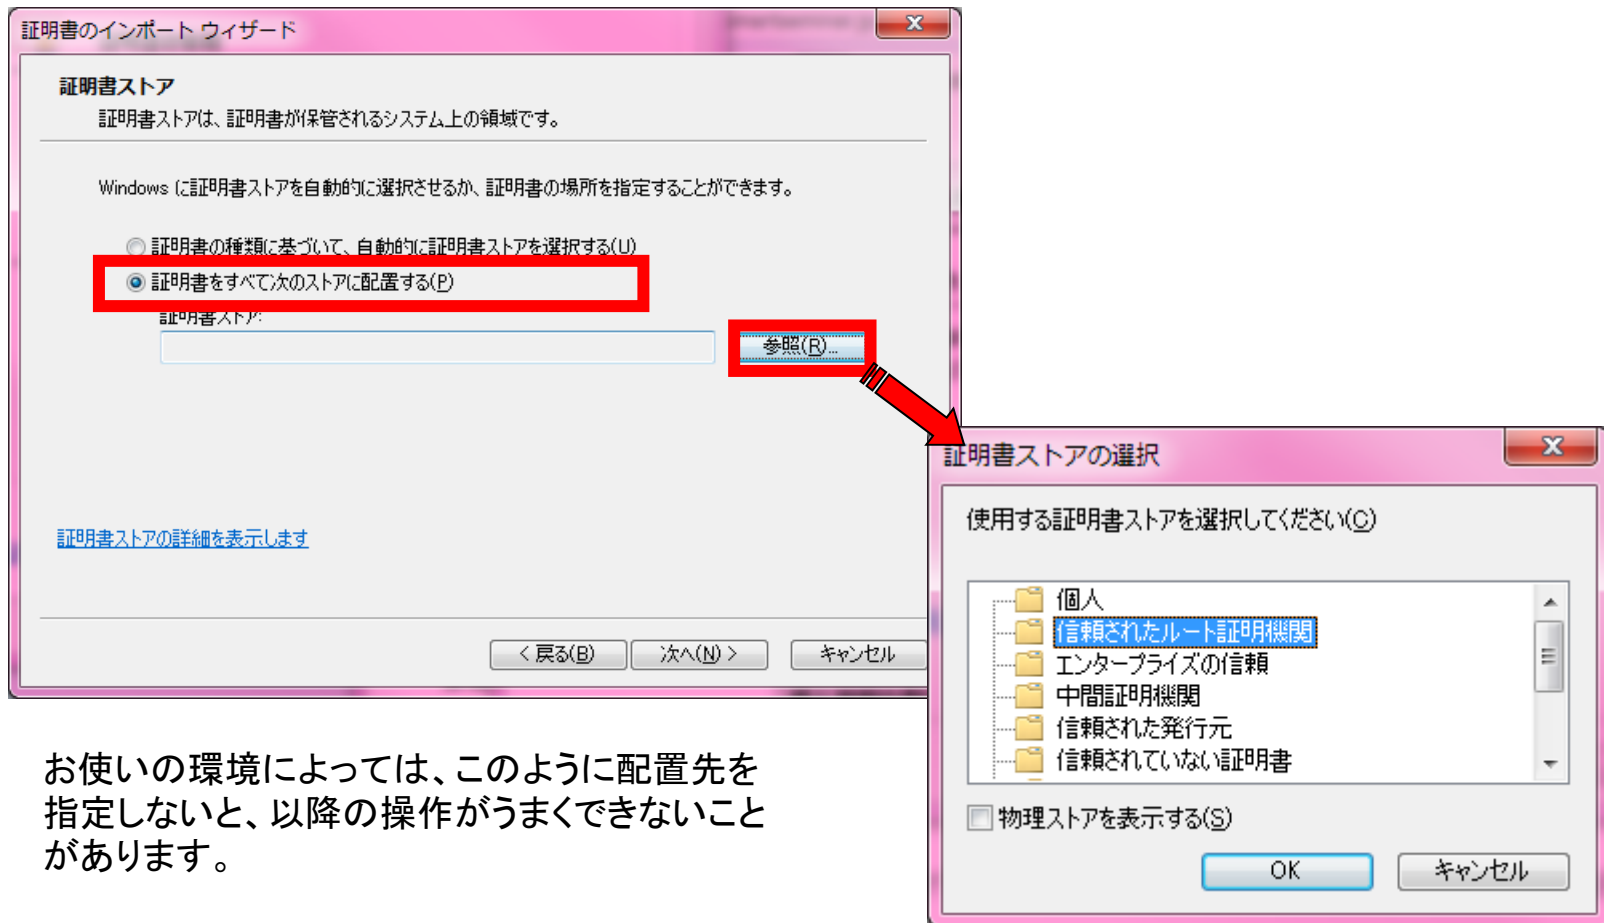 証明書のインポート ウィザード
証明書ストア
証明書ストアは、証明書が保管されるシステム上の領域です。
Windows に証明書ストアを自動的に選択させるか、証明書の場所を指定することができます。
証明書の種類に基づいて、自動的に証明書ストアを選択する(U)
証明書をすべて次のストアに配置する(P)
証明書ストア:
参照(R)...
証明書ストアの詳細を表示します
< 戻る(B)
次へ(N) >
キャンセル
証明書ストアの選択
使用する証明書ストアを選択してください(C)
個人
信頼されたルート証明機関
エンタープライズの信頼
中間証明機関
信頼された発行元
信頼されていない証明書
物理ストアを表示する(S)
OK
キャンセル
お使いの環境によっては、このように配置先を
指定しないと、以降の操作がうまくできないこと
があります。